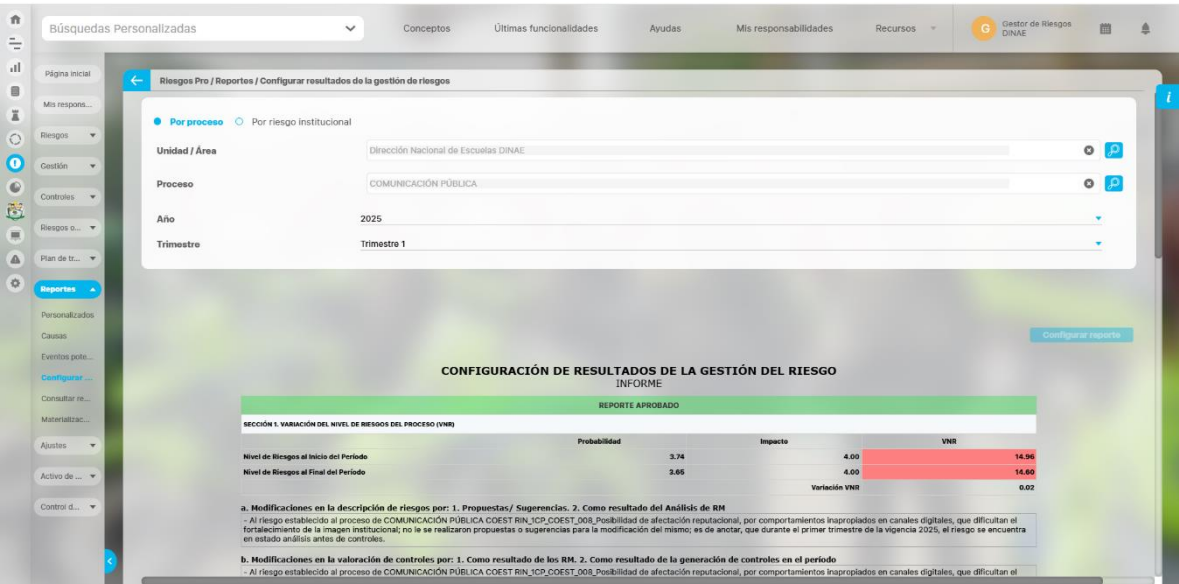 Búsquedas Personalizadas
Conceptos
Últimas funcionalidades
Ayudas
Mis responsabilidades
Recursos
G
Gestor de Riesgos
DINAE
Página Inicial
Mis respons...
Riesgos
Gestión
Controles
Riesgos o...
Plan de tr...
Reportes
Personalizados
Causas
Eventos pote...
Configurar ...
Consultar re...
Materializac...
Ajustes
Activo de ...
Control d...
Riesgos Pro / Reportes / Configurar resultados de la gestión de riesgos
i
Por proceso Por riesgo institucional
Unidad / Área Dirección Nacional de Escuelas DINAE
Proceso COMUNICACIÓN PÚBLICA
Año 2025
Trimestre Trimestre 1
Configurar reporte
CONFIGURACIÓN DE RESULTADOS DE LA GESTIÓN DEL RIESGO
INFORME
REPORTE APROBADO
SECCIÓN 1. VARIACIÓN DEL NIVEL DE RIESGOS DEL PROCESO (VNR)
Probabilidad Impacto VNR
Nivel de Riesgos al Inicio del Período 3.74 4.00 14.96
Nivel de Riesgos al Final del Período 3.65 4.00 14.60
Variación VNR 0.02
a. Modificaciones en la descripción de riesgos por: 1. Propuestas/ Sugerencias. 2. Como resultado del Análisis de RM
- Al riesgo establecido al proceso de COMUNICACIÓN PÚBLICA COEST RIN_1CP_COEST_008_Posibilidad de afectación reputacional, por comportamientos inapropiados en canales digitales, que dificultan el
fortalecimiento de la imagen institucional; no le se realizaron propuestas o sugerencias para la modificación del mismo; es de anotar, que durante el primer trimestre de la vigencia 2025, el riesgo se encuentra
en estado análisis antes de controles.
b. Modificaciones en la valoración de controles por: 1. Como resultado de los RM. 2. Como resultado de la generación de controles en el período
- Al riesgo establecido al proceso de COMUNICACIÓN PÚBLICA COEST RIN_1CP_COEST_008_Posibilidad de afectación reputacional, por comportamientos inapropiados en canales digitales, que dificultan el